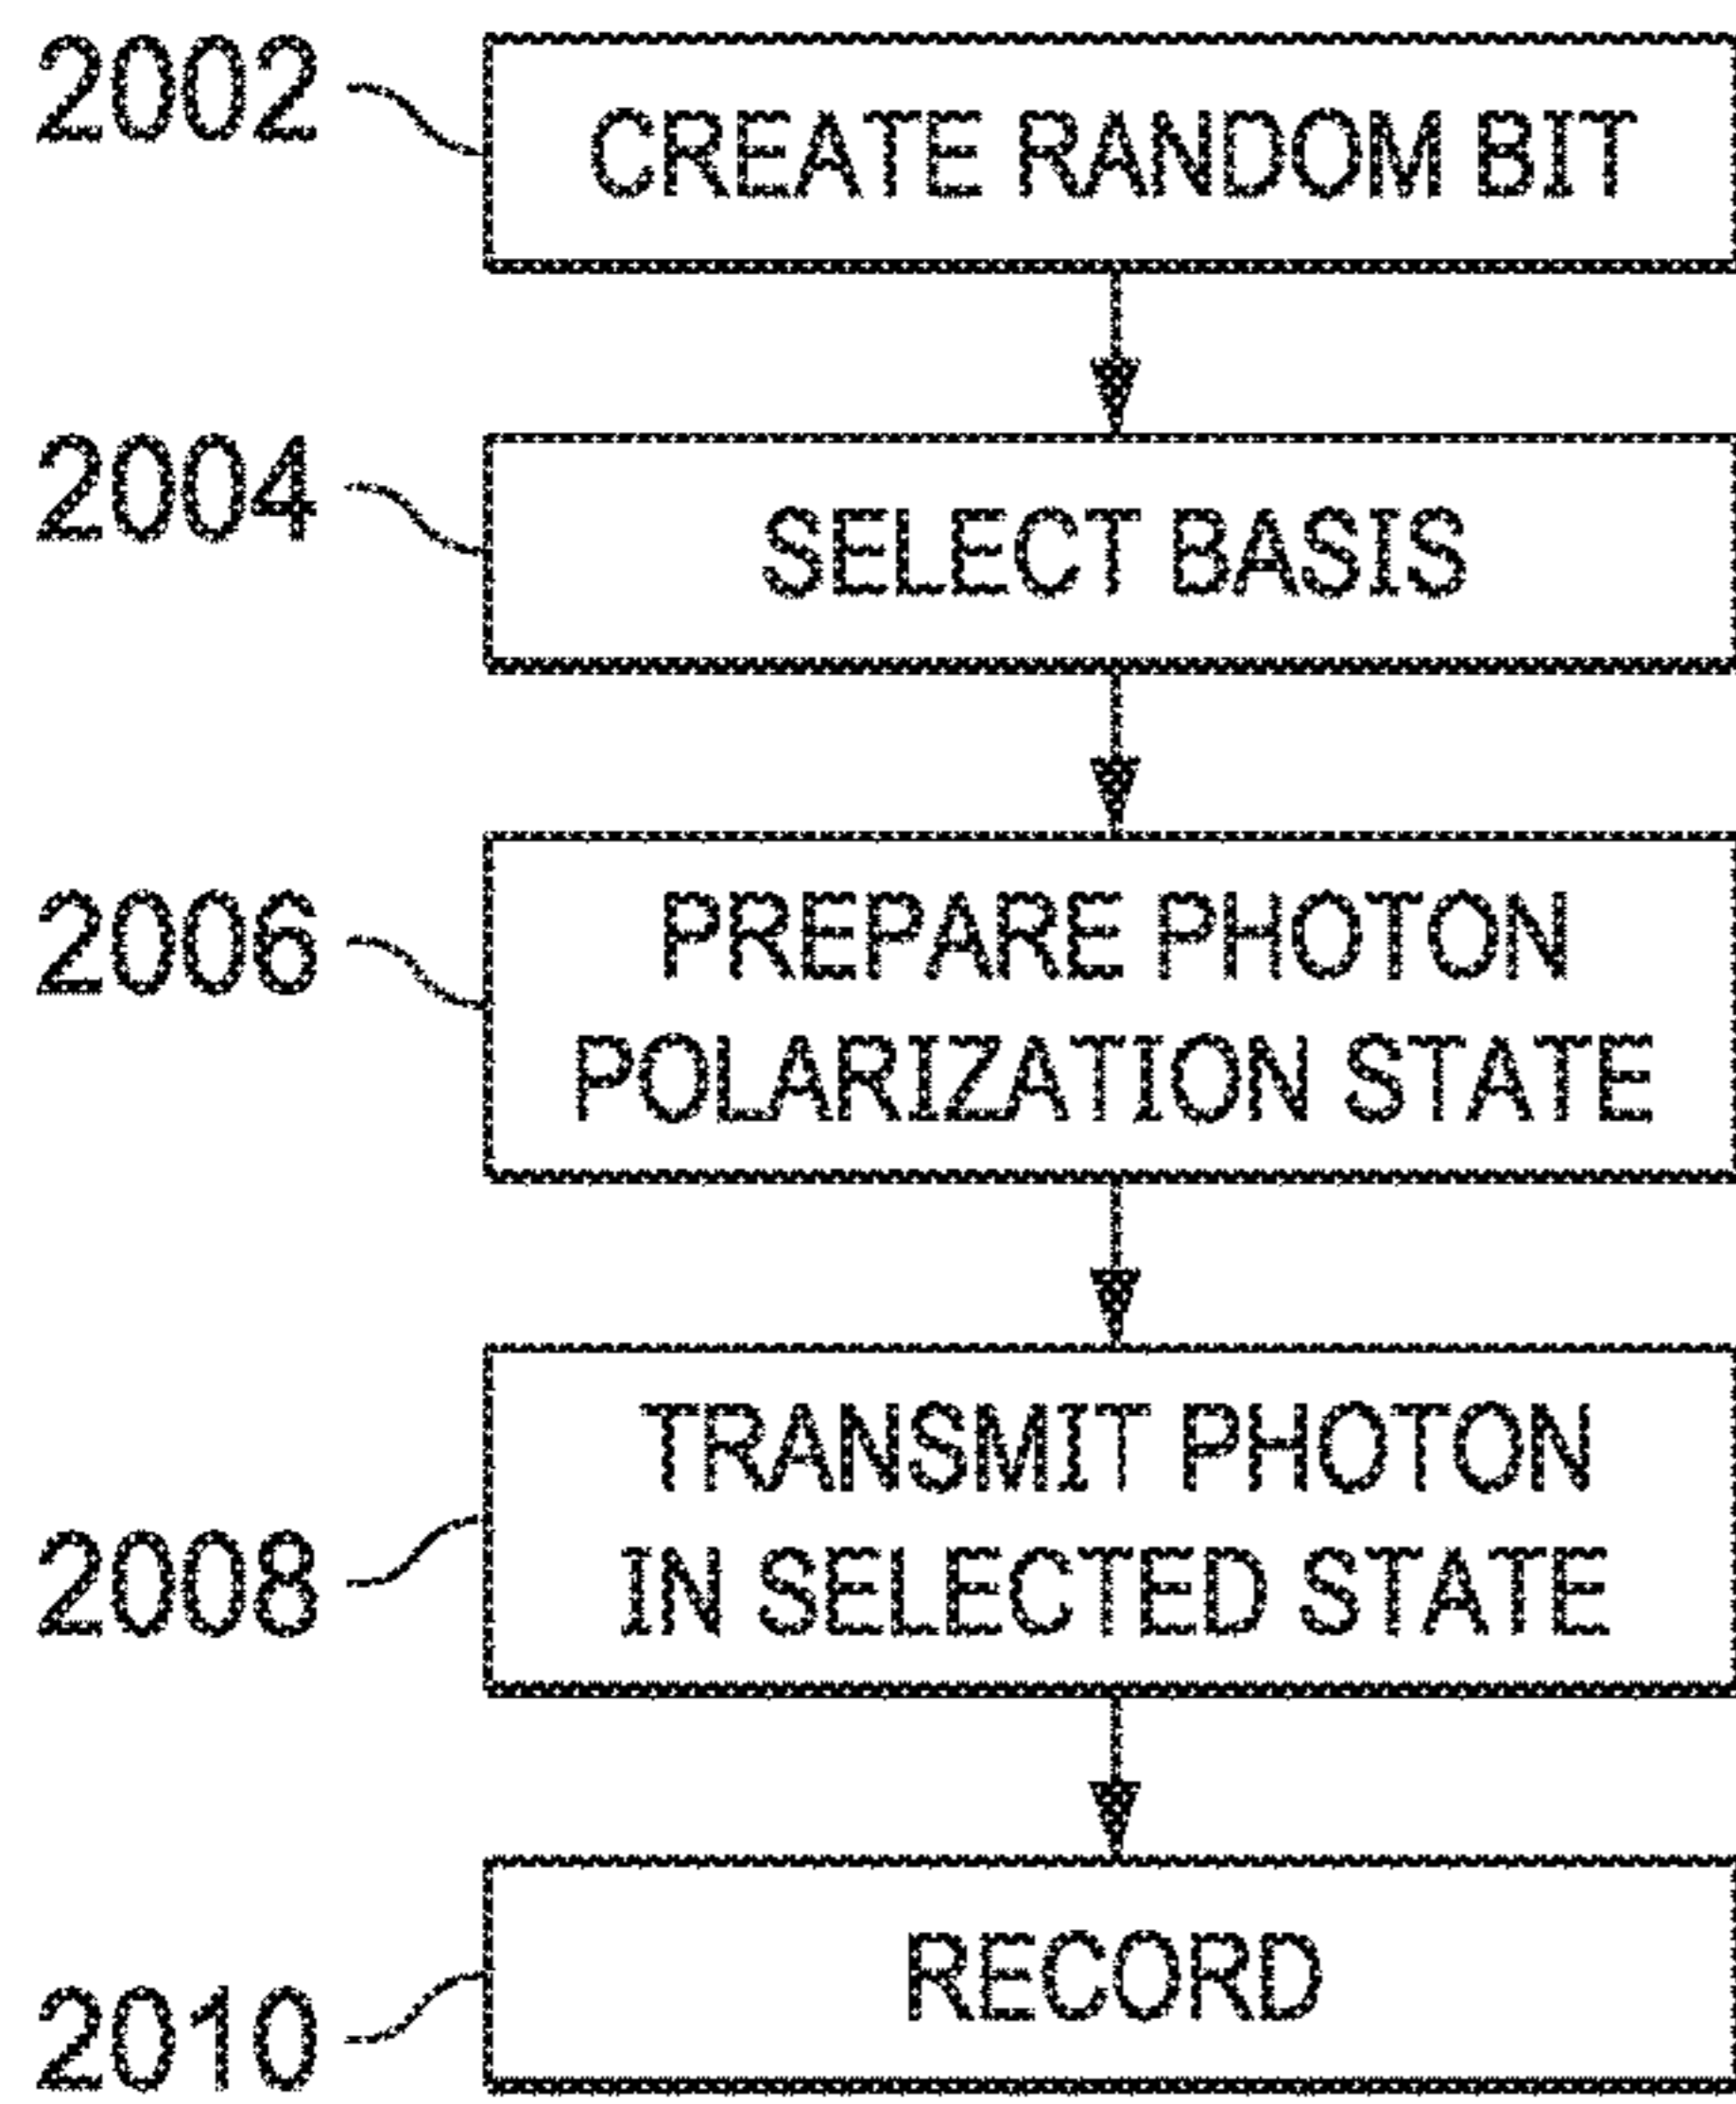 2002
CREATE RANDOM BIT
2004
SELECT BASIS
2006
PREPARE PHOTON
POLARIZATION STATE
2008
TRANSMIT PHOTON
IN SELECTED STATE
2010
RECORD